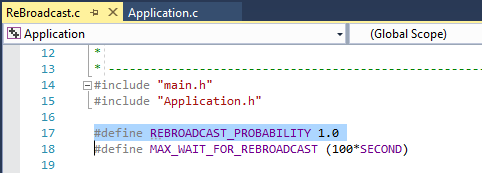 ReBroadcast.c Application.c
Application (Global Scope)
12 *
13 *
14 #include "main.h"
15 #include "Application.h"
16
17 #define REBROADCAST_PROBABILITY 1.0
18 #define MAX_WAIT_FOR_REBROADCAST (100*SECOND)